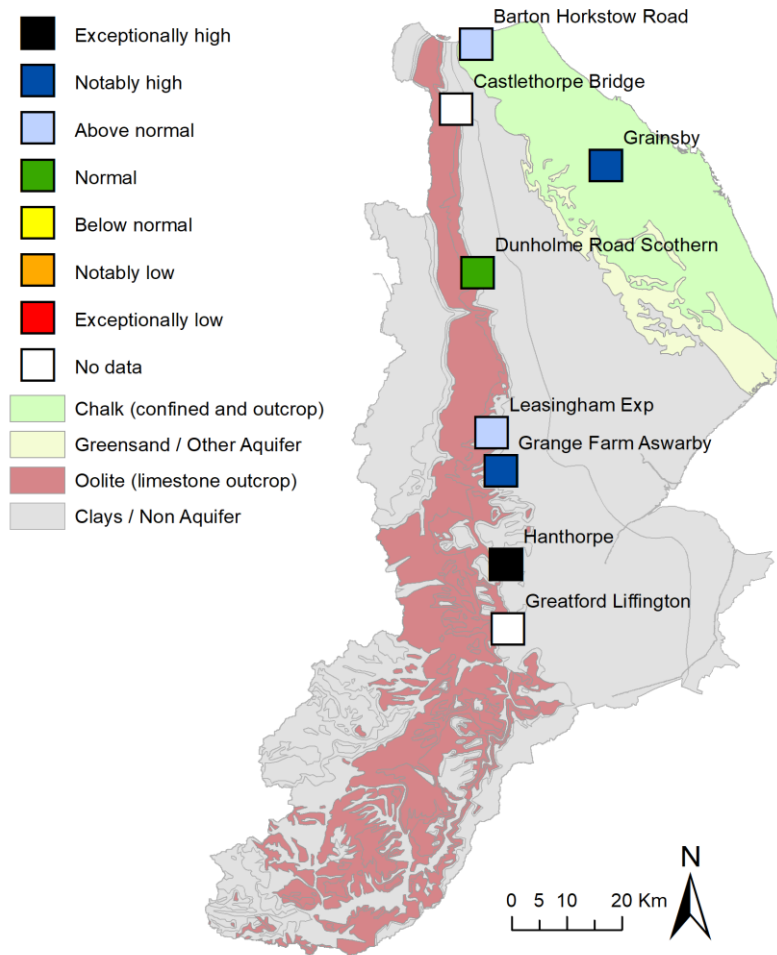 Exceptionally high
Notably high
Above normal
Normal
Below normal
Notably low
Exceptionally low
No data
Chalk (confined and outcrop)
Greensand / Other Aquifer
Oolite (limestone outcrop)
Clays / Non Aquifer
Barton Horkstow Road
Castlethorpe Bridge
Grainsby
Dunholme Road Scothern
Leasingham Exp
Grange Farm Aswarby
Hanthorpe
Greatford Liffington
N
0 5 10 20 Km